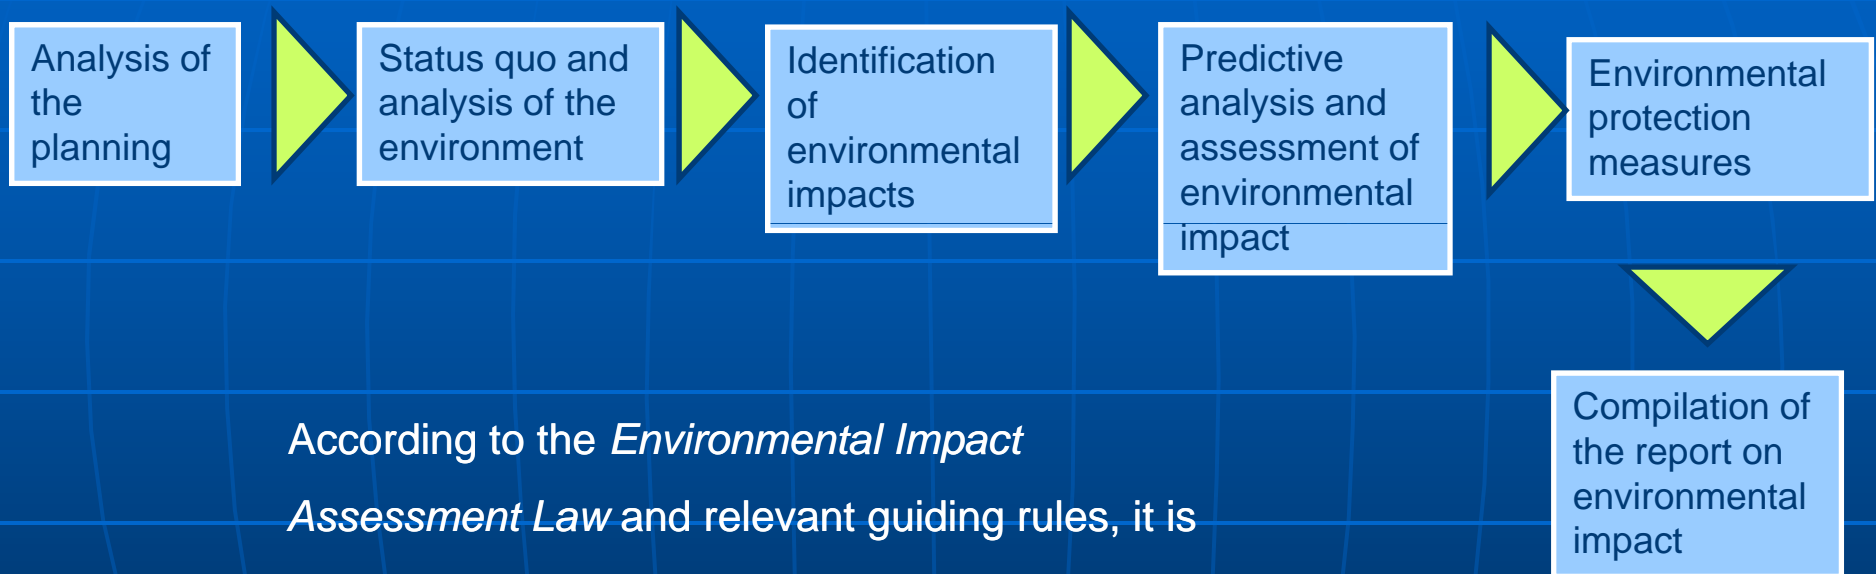 Analysis of
the
planning
Status quo and
analysis of the
environment
Identification
of
environmental
impacts
Predictive
analysis and
assessment of
environmental
impact
Environmental
protection
measures
Compilation of
the report on
environmental
impact
According to the Environmental Impact
Assessment Law and relevant guiding rules, it is